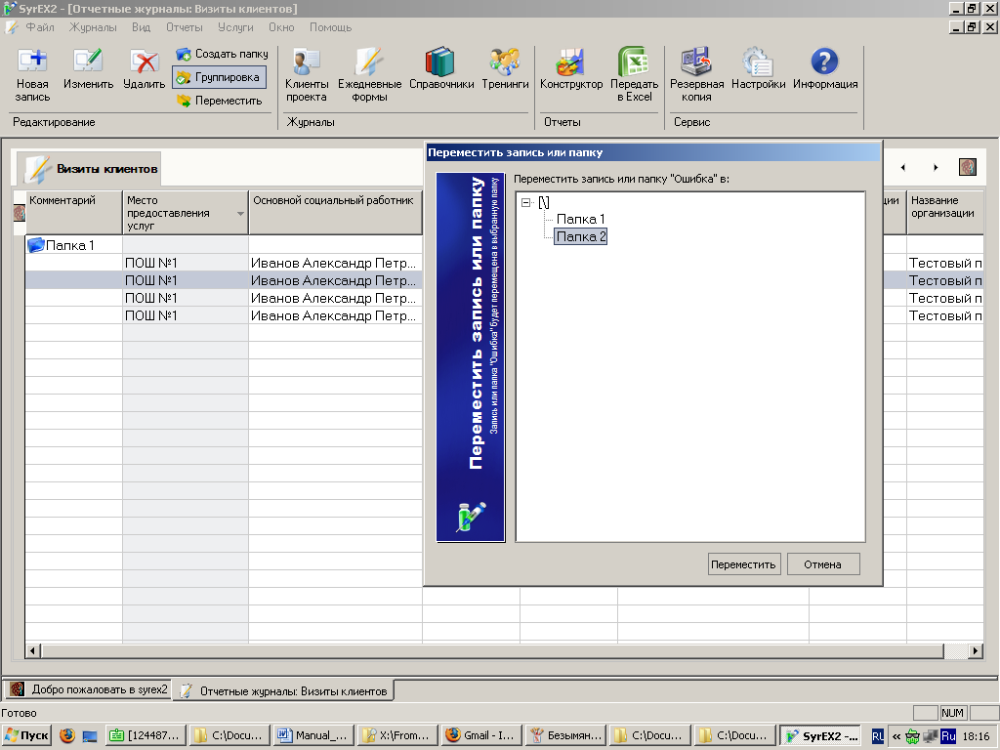 SyrEX2 - [Отчетные журналы: Визиты клиентов]
Файл Журналы Вид Отчеты Услуги Окно Помощь
Новая запись
Изменить
Удалить
Создать папку
Группировка
Переместить
Клиенты проекта
Ежедневные формы
Справочники
Тренинги
Конструктор
Передать в Excel
Резервная копия
Настройки
Информация
Редактирование
Журналы
Отчеты
Сервис
Визиты клиентов
Комментарий
Место предоставления услуг
Основной социальный работник
ции
Название организации
Папка 1
ПОШ №1 Иванов Александр Петр... Тестовый п
ПОШ №1 Иванов Александр Петр... Тестовый п
ПОШ №1 Иванов Александр Петр... Тестовый п
ПОШ №1 Иванов Александр Петр... Тестовый п
Переместить запись или папку
Переместить запись или папку
Запись или папка "Ошибка" будет перемещена в выбранную папку
Переместить запись или папку "Ошибка" в:
[\]
Папка 1
Папка 2
Переместить
Отмена
Добро пожаловать в syrex2
Отчетные журналы: Визиты клиентов
Готово
NUM
Пуск
[124487...
C:\Docu...
Manual_...
X:\From...
Gmail - I...
Безымян...
C:\Docu...
C:\Docu...
SyrEX2 -...
RL
«
Ru
18:16